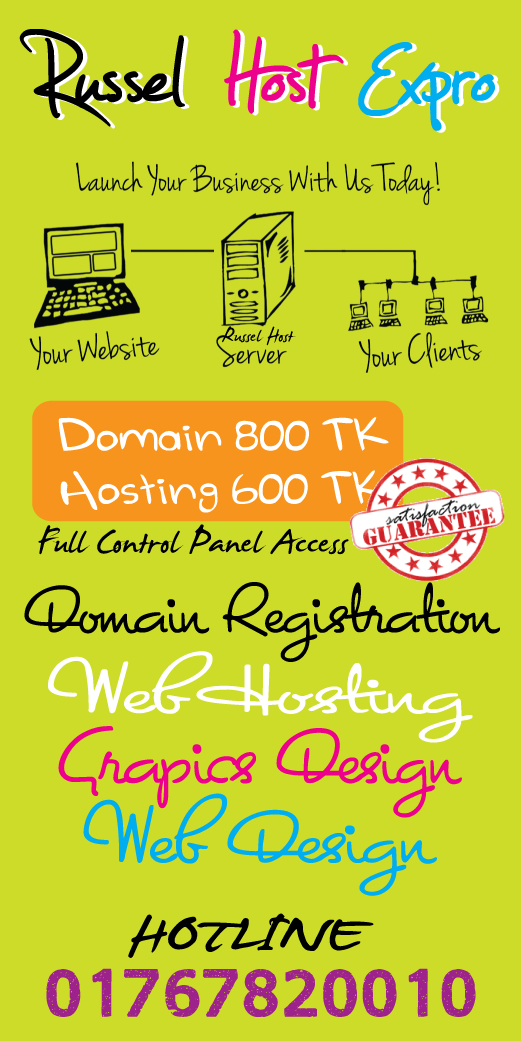 Russel Host Expro
Launch Your Business With Us Today!
Your Website
Russel Host
Server
Your Clients
Domain 800 TK
Hosting 600 TK
satisfaction
GUARANTEE
Full Control Panel Access
Domain Registration
Web Hosting
Grapics Design
Web Design
HOTLINE
01767820010